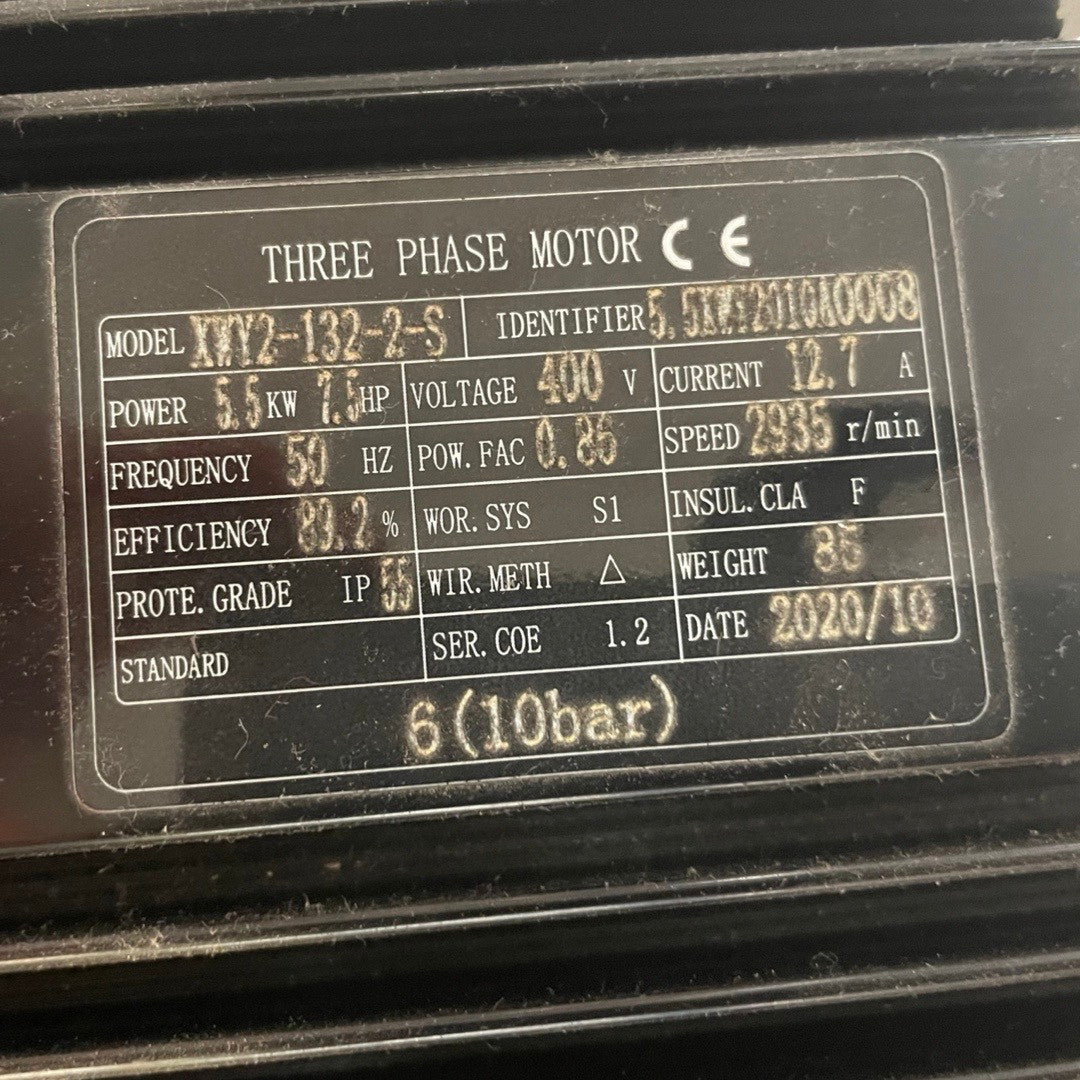 THREE PHASE MOTOR CE
MODEL XWY2-132-2-S IDENTIFIER
POWER 5.5 KW 7.5 HP VOLTAGE 400 V CURRENT 12.7 A
FREQUENCY 50 HZ POW. FAC SPEED 2935 r/min
EFFICIENCY % WOR. SYS S1 INSUL. CLA F
PROTE. GRADE IP 55 WIR. METH △ WEIGHT
STANDARD SER. COE 1.2 DATE 2020/10
6(10bar)